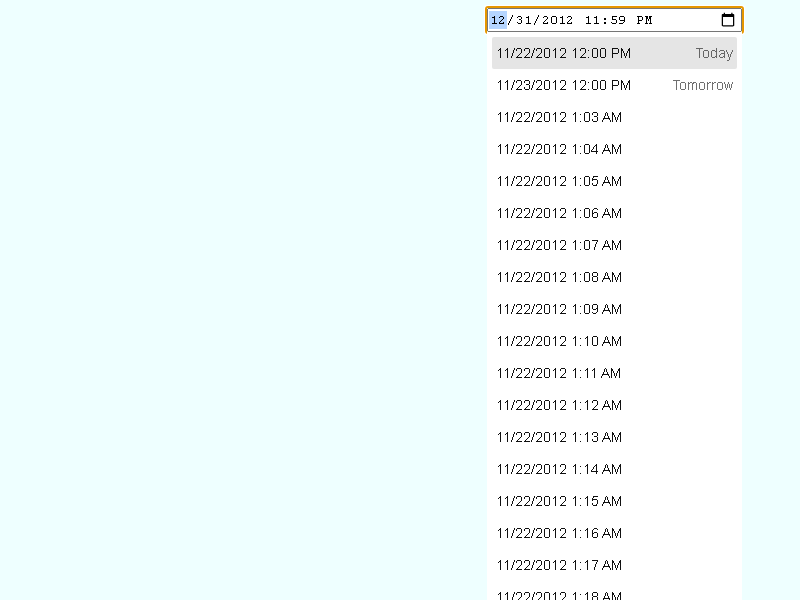 12/31/2012 11:59 PM
11/22/2012 12:00 PM Today
11/23/2012 12:00 PM Tomorrow
11/22/2012 1:03 AM
11/22/2012 1:04 AM
11/22/2012 1:05 AM
11/22/2012 1:06 AM
11/22/2012 1:07 AM
11/22/2012 1:08 AM
11/22/2012 1:09 AM
11/22/2012 1:10 AM
11/22/2012 1:11 AM
11/22/2012 1:12 AM
11/22/2012 1:13 AM
11/22/2012 1:14 AM
11/22/2012 1:15 AM
11/22/2012 1:16 AM
11/22/2012 1:17 AM
11/22/2012 1:18 AM